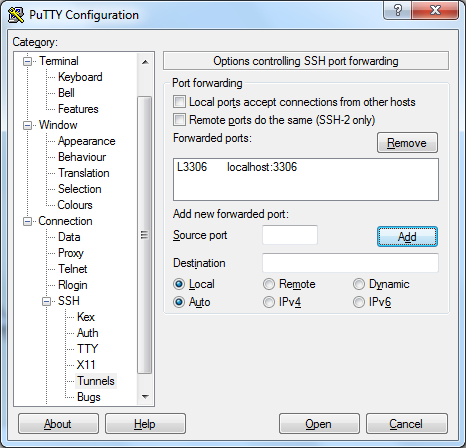 PuTTY Configuration
Category:
Terminal
Keyboard
Bell
Features
Window
Appearance
Behaviour
Translation
Selection
Colours
Connection
Data
Proxy
Telnet
Rlogin
SSH
Kex
Auth
TTY
X11
Tunnels
Bugs
Options controlling SSH port forwarding
Port forwarding
Local ports accept connections from other hosts
Remote ports do the same (SSH-2 only)
Forwarded ports:
Remove
L3306 localhost:3306
Add new forwarded port:
Source port
Add
Destination
Local Remote Dynamic
Auto IPv4 IPv6
About Help Open Cancel